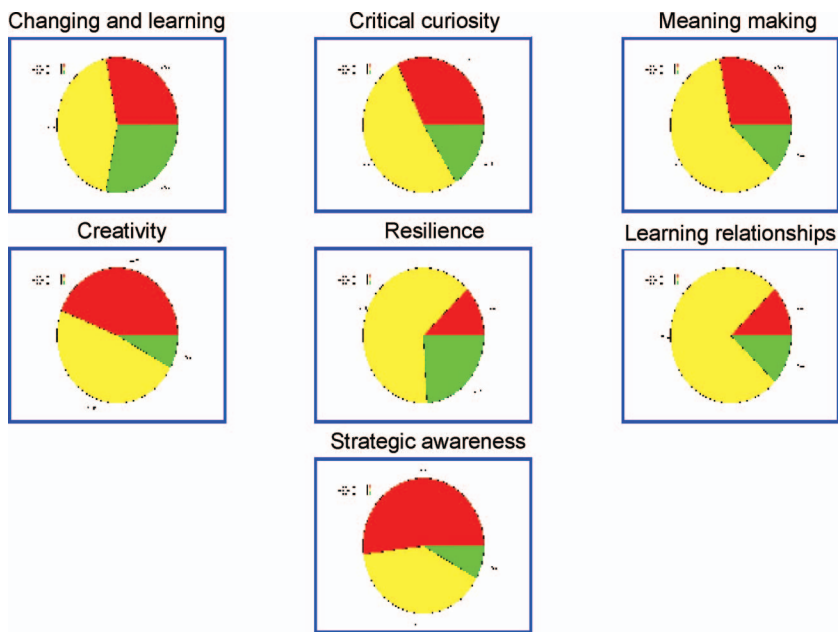 Changing and learning
Critical curiosity
Meaning making
Creativity
Resilience
Learning relationships
Strategic awareness